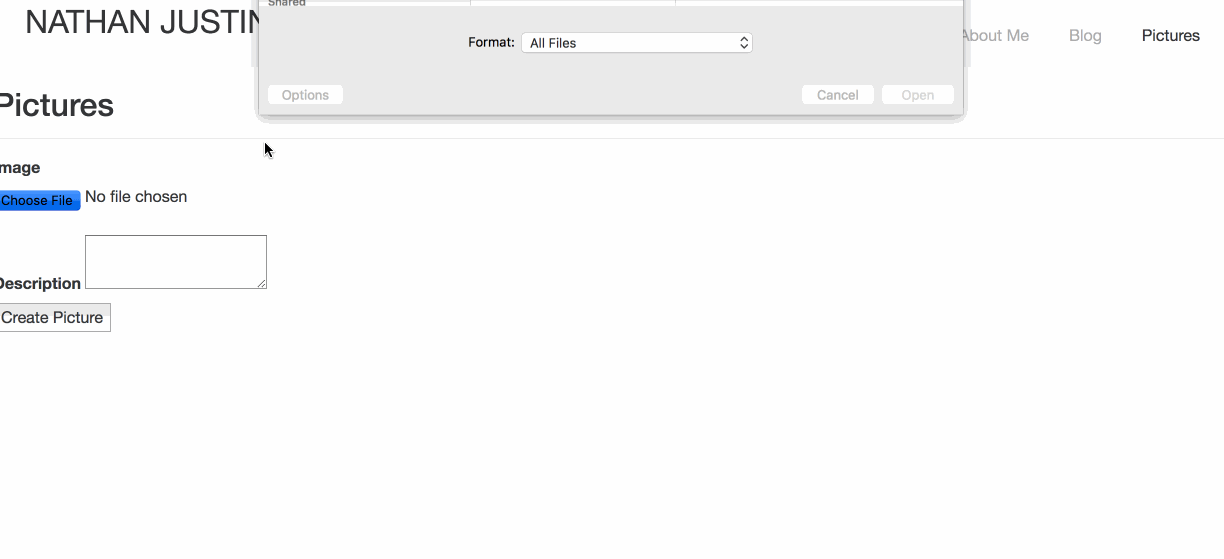 Shared
NATHAN JUSTIN
Format: All Files
About Me Blog Pictures
Options Cancel Open
Pictures
mage
Choose File No file chosen
Description
Create Picture